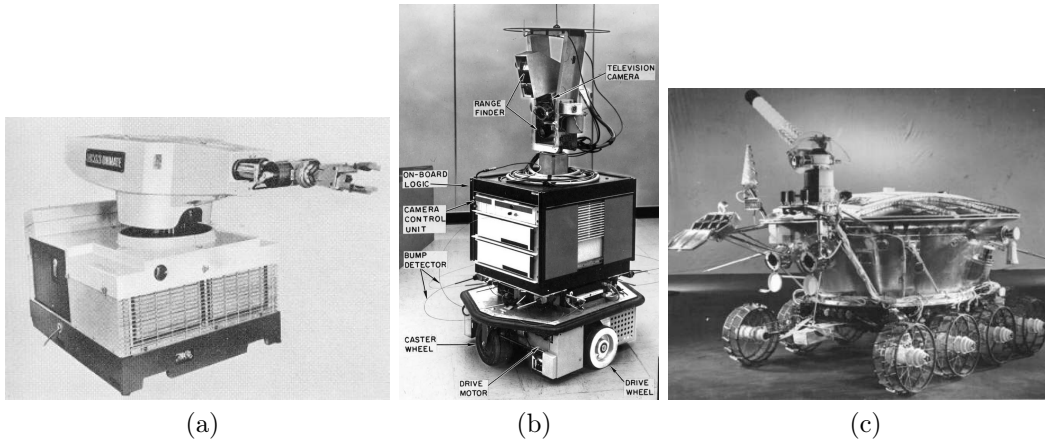 UNIMATE
TELEVISION
CAMERA
RANGE
FINDER
ON-BOARD
LOGIC
CAMERA
CONTROL
UNIT
BUMP
DETECTOR
CASTER
WHEEL
DRIVE
MOTOR
DRIVE
WHEEL
(a)
(b)
(c)